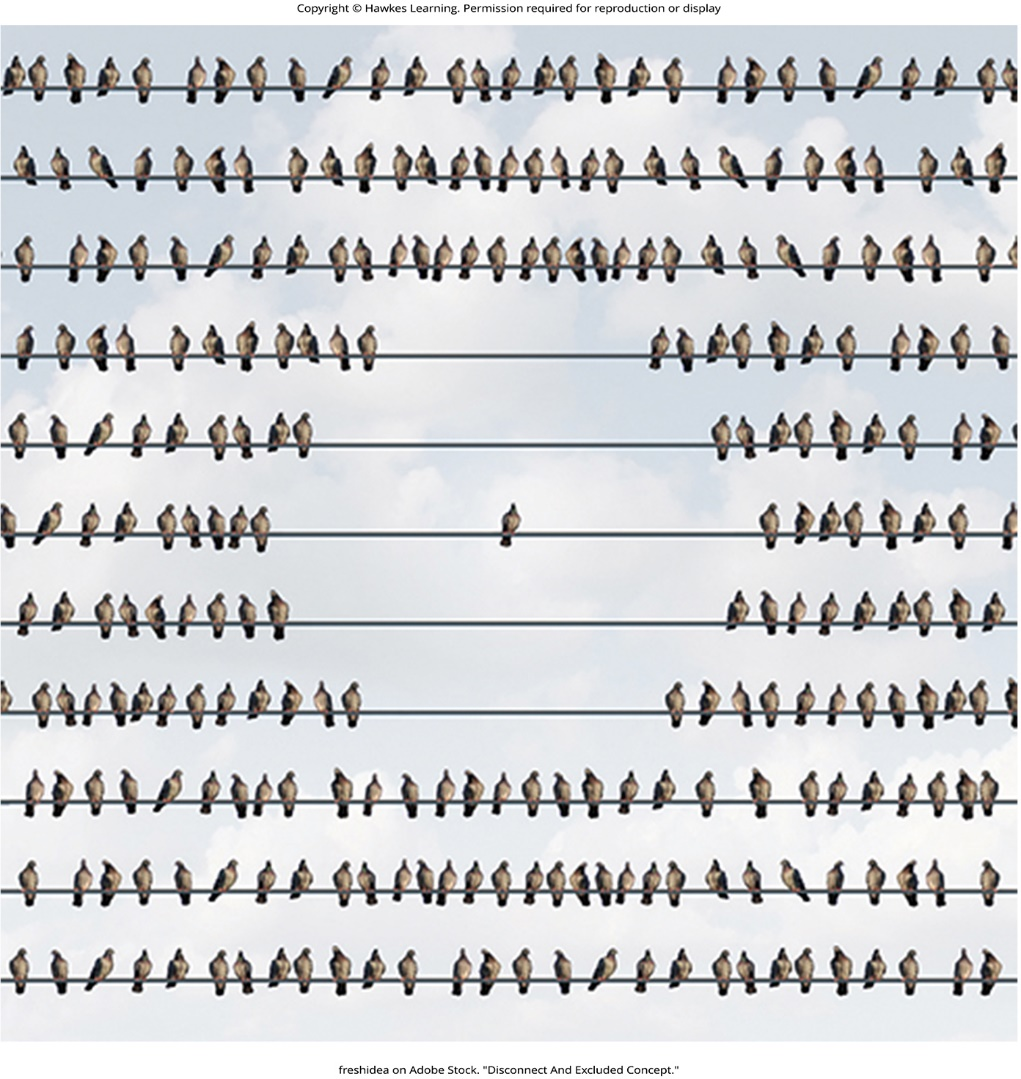 Copyright © Hawkes Learning. Permission required for reproduction or display
freshidea on Adobe Stock. "Disconnect And Excluded Concept."